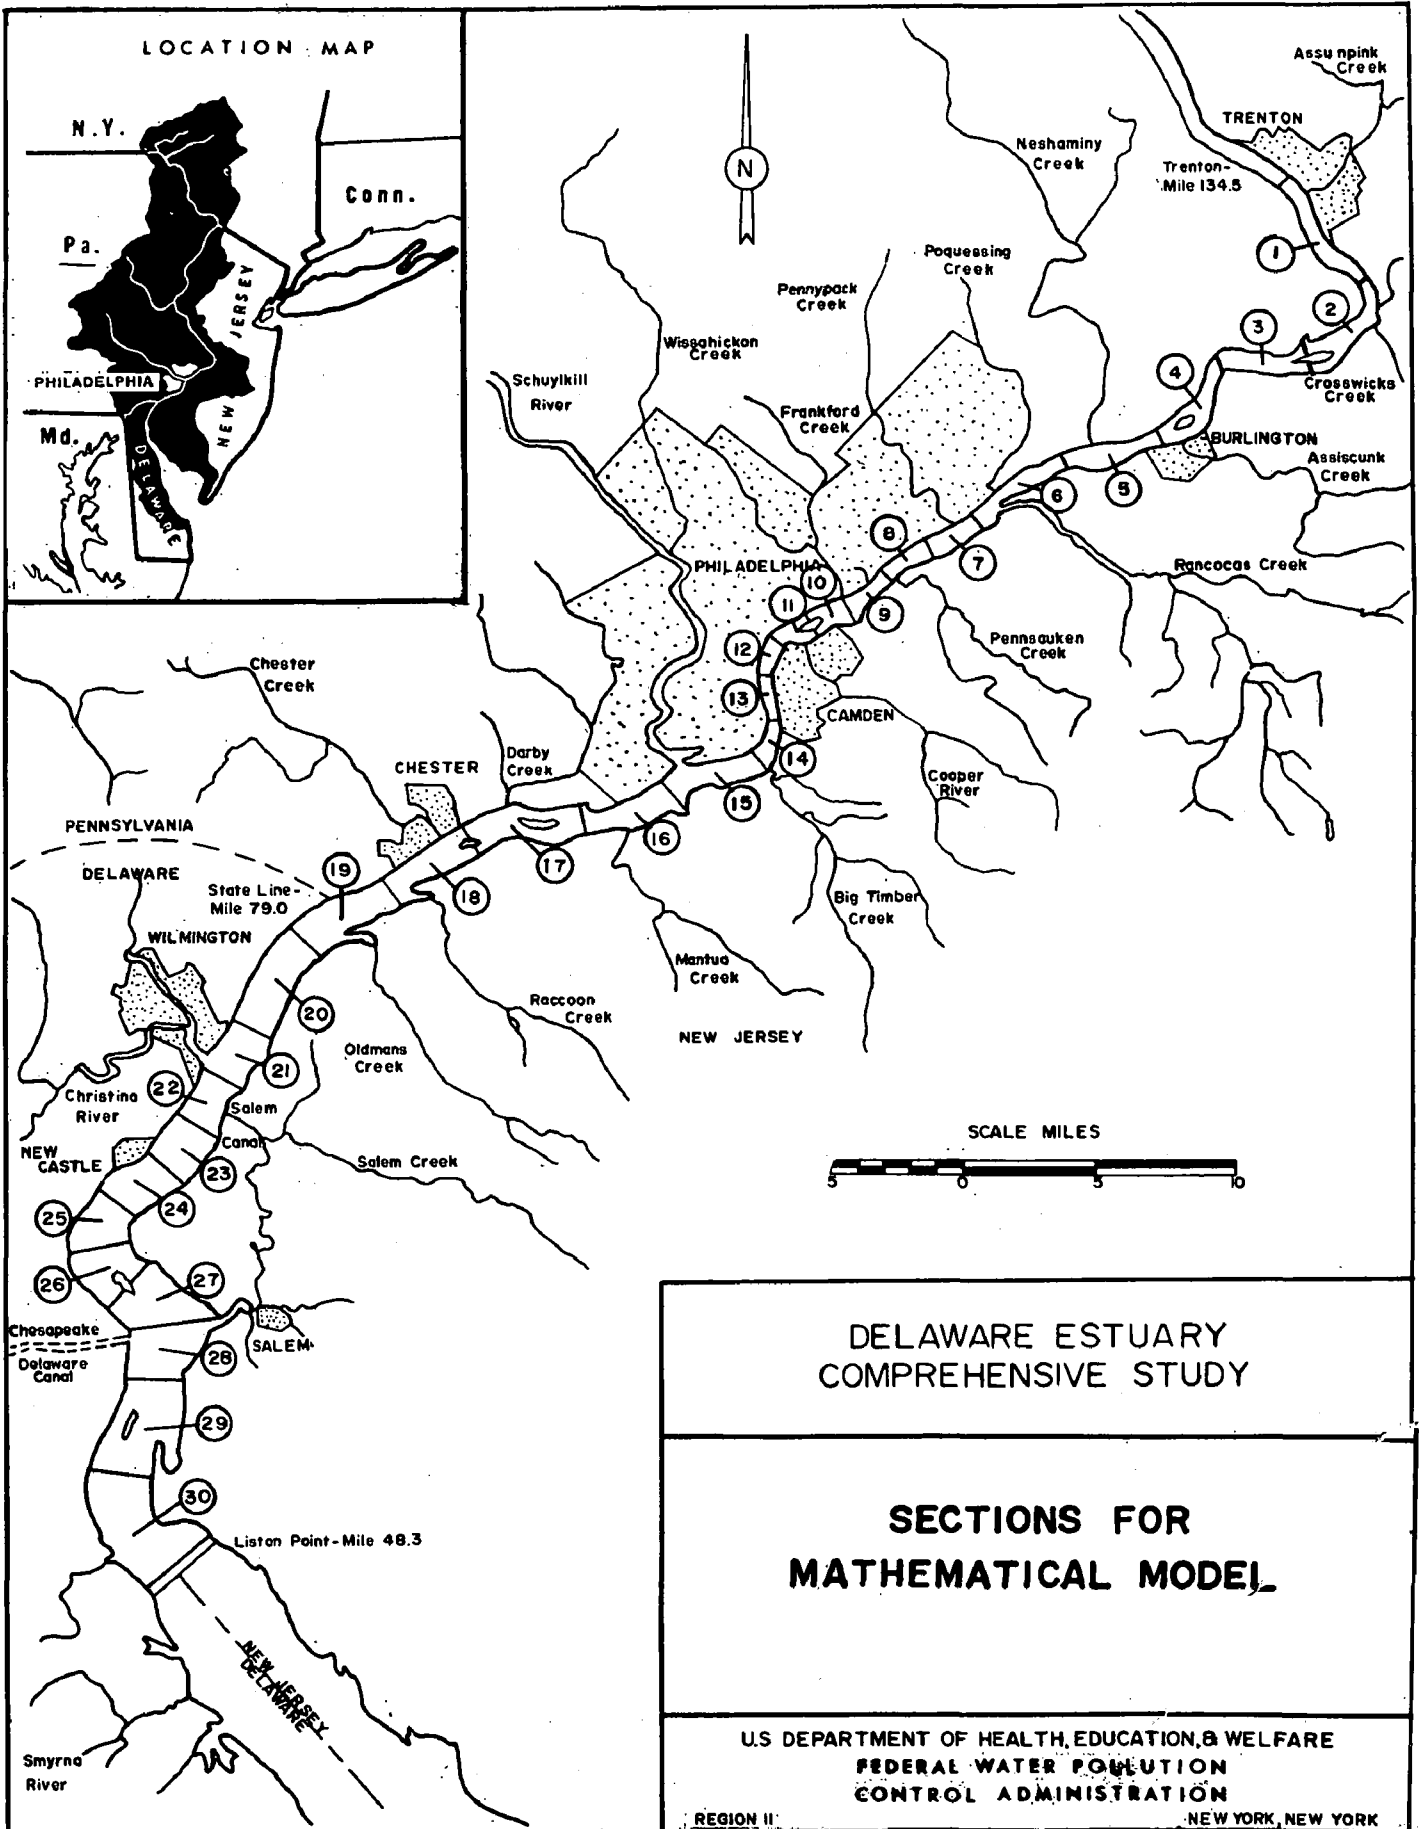 LOCATION MAP
N.Y.
Conn.
Pa.
NEW JERSEY
PHILADELPHIA
Md.
DELAWARE
N
Assunpink
Creek
TRENTON
Trenton-
Mile 134.5
Neshaminy
Creek
Poquessing
Creek
Pennypack
Creek
Wissahickon
Creek
Schuylkill
River
Frankford
Creek
1
2
3
4
Crosswicks
Creek
BURLINGTON
Assiscunk
Creek
5
6
7
8
9
10
11
12
13
14
15
16
17
18
19
20
21
22
23
24
25
26
27
28
29
30
PHILADELPHIA
Rancocas Creek
Pennsauken
Creek
CAMDEN
Cooper
River
Big Timber
Creek
Mantua
Creek
NEW JERSEY
Chester
Creek
CHESTER
Darby
Creek
PENNSYLVANIA
DELAWARE
State Line-
Mile 79.0
WILMINGTON
Raccoon
Creek
Oldmans
Creek
Christina
River
Salem
Canal
NEW
CASTLE
Salem Creek
Chesapeake
Delaware
Canal
SALEM
Liston Point-Mile 48.3
NEW JERSEY
DELAWARE
Smyrna
River
SCALE MILES
5 0 5 10
DELAWARE ESTUARY
COMPREHENSIVE STUDY
SECTIONS FOR
MATHEMATICAL MODEL
U.S DEPARTMENT OF HEALTH, EDUCATION, & WELFARE
FEDERAL WATER POLLUTION
CONTROL ADMINISTRATION
REGION II NEW YORK, NEW YORK